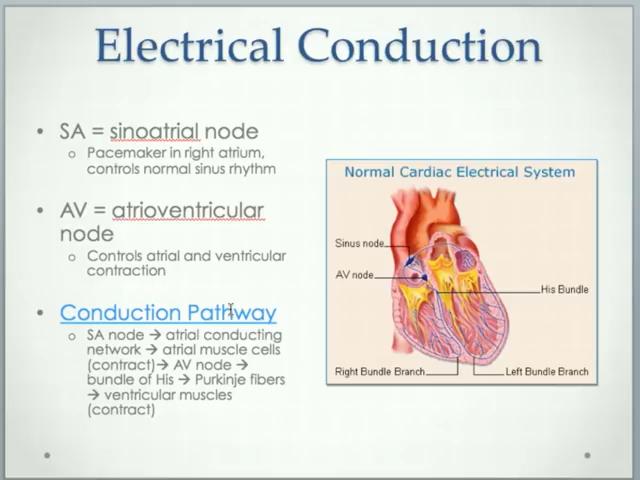 Electrical Conduction
• SA = sinoatrial node
o Pacemaker in right atrium,
controls normal sinus rhythm
• AV = atrioventricular
node
o Controls atrial and ventricular
contraction
• Conduction Pathway
o SA node → atrial conducting
network → atrial muscle cells
(contract)→ AV node →
bundle of His → Purkinje fibers
→ ventricular muscles
(contract)
Normal Cardiac Electrical System
Sinus node
AV node
His Bundle
Right Bundle Branch
Left Bundle Branch